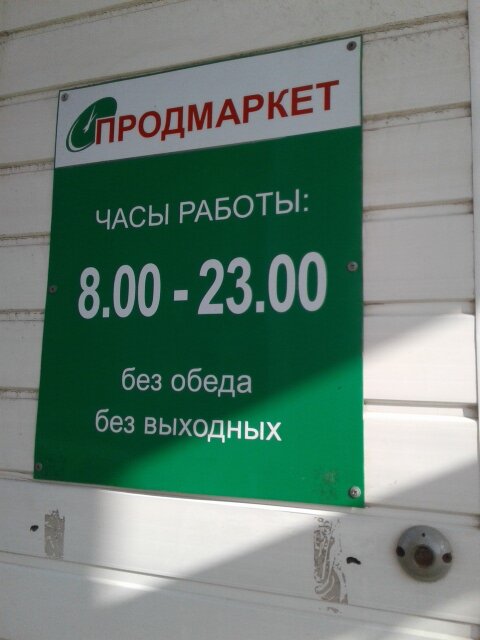 ПРОДМАРКЕТ
ЧАСЫ РАБОТЫ:
8.00 - 23.00
без обеда
без выходных